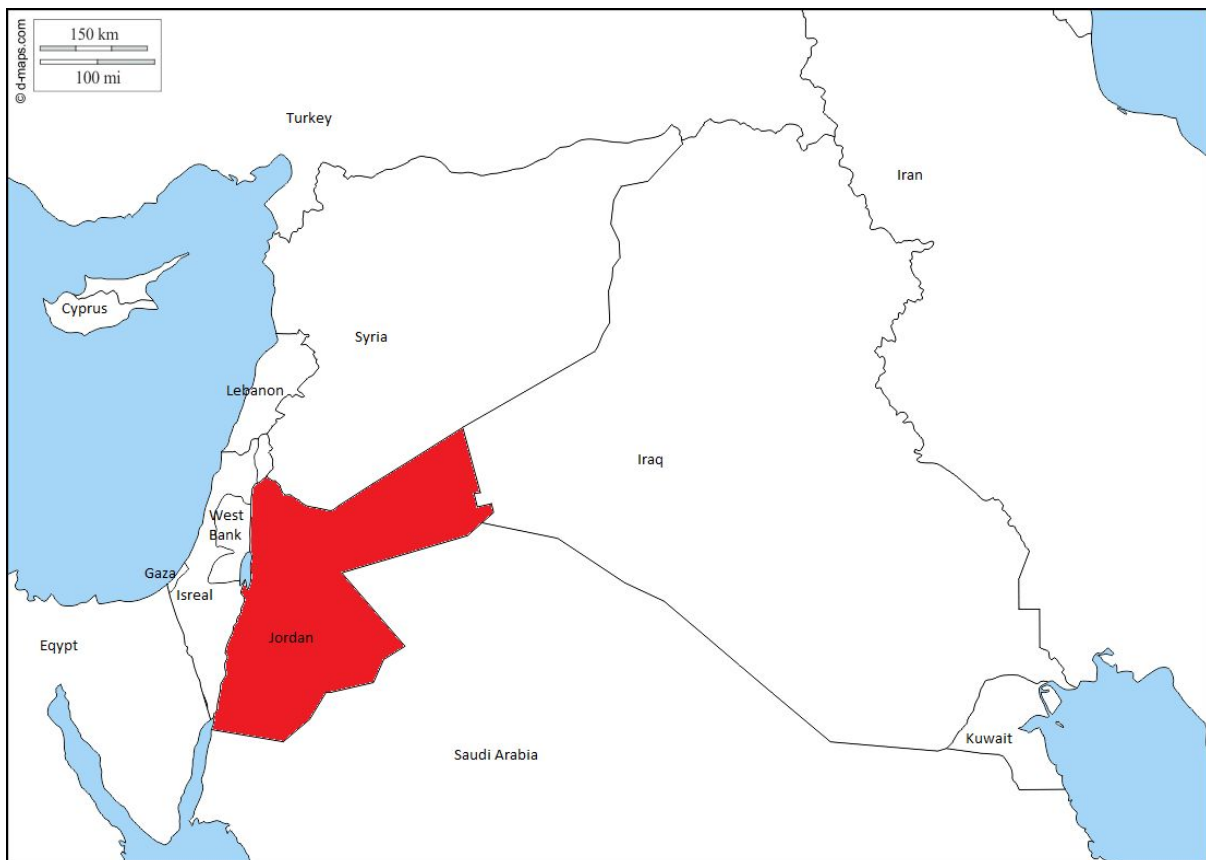 150 km
100 mi
© d-maps.com
Turkey
Iran
Cyprus
Syria
Lebanon
Iraq
West
Bank
Gaza
Isreal
Jordan
Eqypt
Saudi Arabia
Kuwait